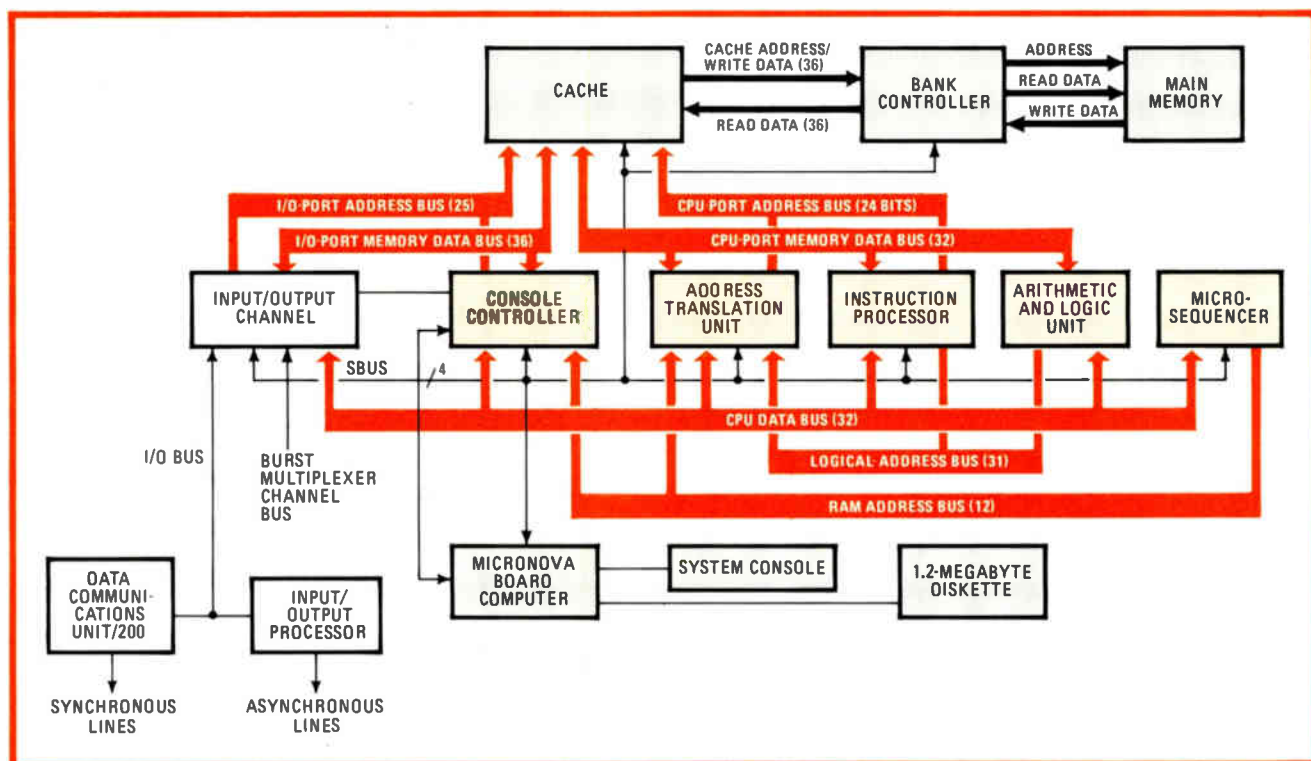 CACHE
CACHE ADDRESS/
WRITE DATA (36)
READ DATA (36)
BANK
CONTROLLER
ADDRESS
READ DATA
WRITE DATA
MAIN
MEMORY
I/O-PORT ADDRESS BUS (25)
CPU-PORT ADDRESS BUS (24 BITS)
I/O-PORT MEMORY DATA BUS (36)
CPU-PORT MEMORY DATA BUS (32)
INPUT/OUTPUT
CHANNEL
CONSOLE
CONTROLLER
ADDRESS
TRANSLATION
UNIT
INSTRUCTION
PROCESSOR
ARITHMETIC
AND LOGIC
UNIT
MICRO-
SEQUENCER
SBUS
4
CPU DATA BUS (32)
I/O BUS
BURST
MULTIPLEXER
CHANNEL
BUS
LOGICAL-ADDRESS BUS (31)
RAM ADDRESS BUS (12)
DATA
COMMUNI-
CATIONS
UNIT/200
INPUT/
OUTPUT
PROCESSOR
MICRONOVA
BOARD
COMPUTER
SYSTEM CONSOLE
1.2-MEGABYTE
DISKETTE
SYNCHRONOUS
LINES
ASYNCHRONOUS
LINES